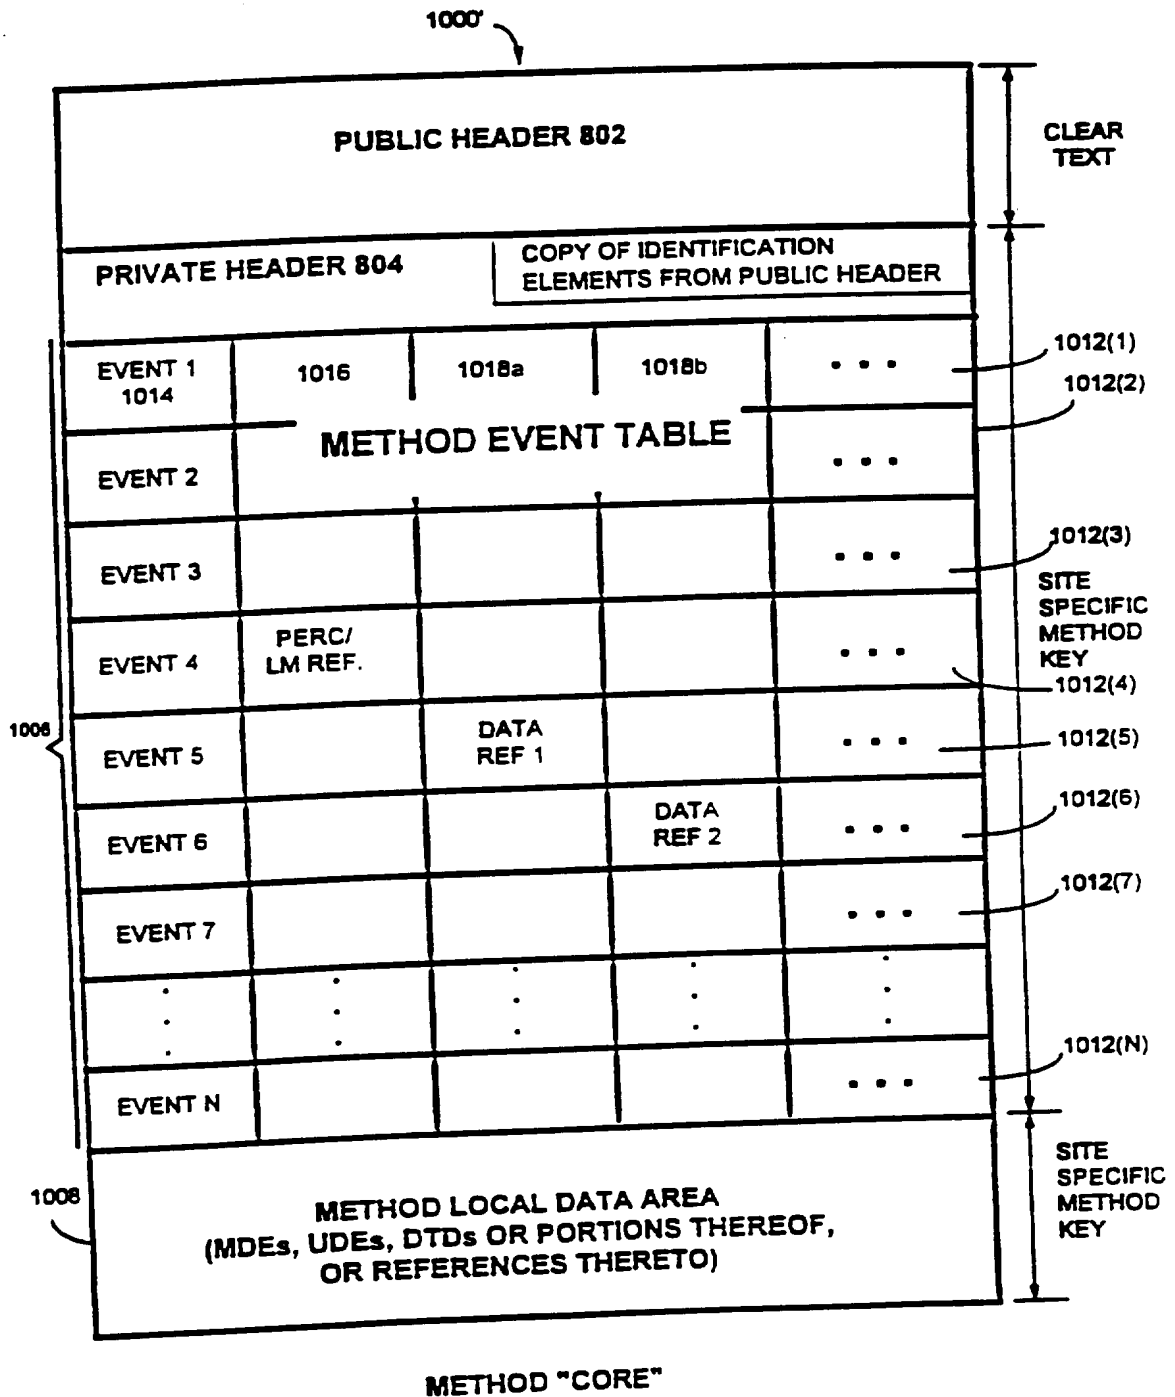 1000'
PUBLIC HEADER 802
CLEAR
TEXT
PRIVATE HEADER 804
COPY OF IDENTIFICATION
ELEMENTS FROM PUBLIC HEADER
EVENT 1
1014
1016
1018a
1018b
• • •
1012(1)
1012(2)
METHOD EVENT TABLE
EVENT 2
• • •
EVENT 3
• • •
1012(3)
SITE
SPECIFIC
METHOD
KEY
EVENT 4
PERC/
LM REF.
• • •
1012(4)
1006
EVENT 5
DATA
REF 1
• • •
1012(5)
EVENT 6
DATA
REF 2
• • •
1012(6)
EVENT 7
• • •
1012(7)
EVENT N
• • •
1012(N)
SITE
SPECIFIC
METHOD
KEY
1008
METHOD LOCAL DATA AREA
(MDEs, UDEs, DTDs OR PORTIONS THEREOF,
OR REFERENCES THERETO)
METHOD "CORE"